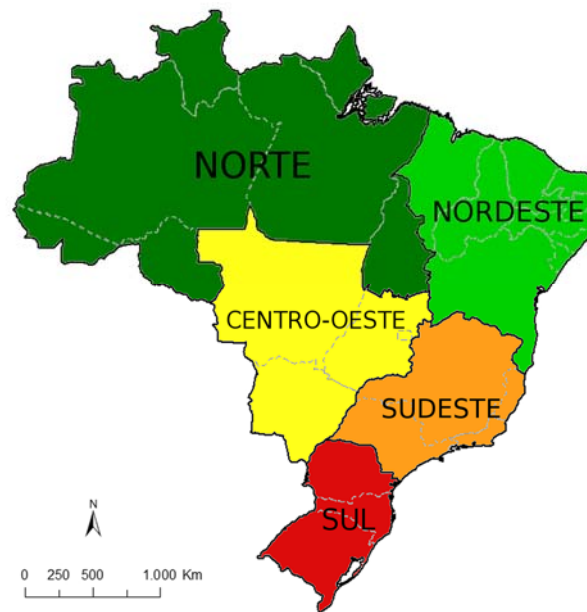 NORTE
NORDESTE
CENTRO-OESTE
SUDESTE
SUL
N
0 250 500 1.000 Km